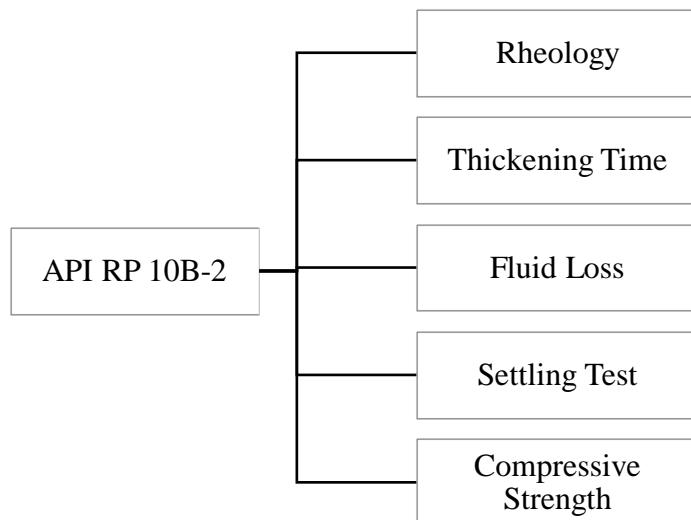 Rheology
Thickening Time
API RP 10B-2
Fluid Loss
Settling Test
Compressive
Strength